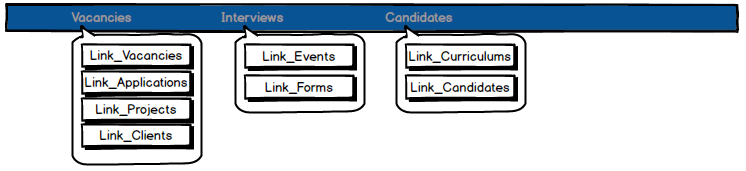 Vacancies Interviews Candidates
Link_Vacancies
Link_Applications
Link_Projects
Link_Clients
Link_Events
Link_Forms
Link_Curriculums
Link_Candidates